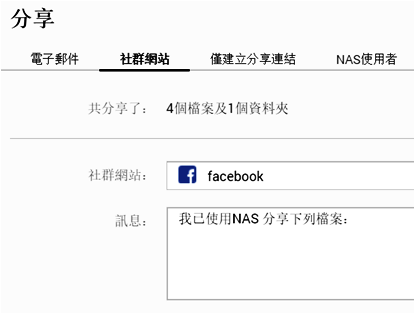 分享
電子郵件 社群網站 僅建立分享連結 NAS使用者
共分享了： 4個檔案及1個資料夾
社群網站： facebook
訊息： 我已使用NAS 分享下列檔案：